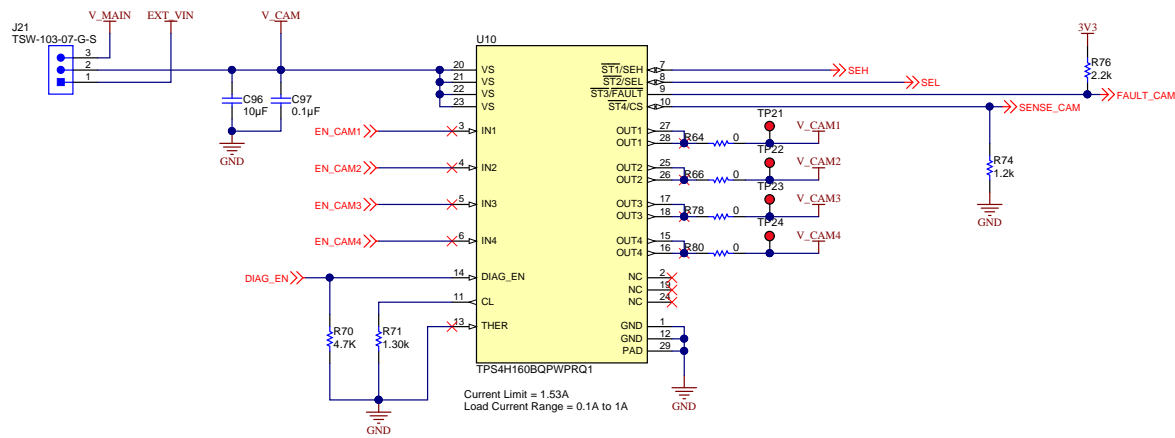 J21
TSW-103-07-G-S
V_MAIN
EXT_VIN
V_CAM
3
2
1
C96
10µF
C97
0.1µF
GND
U10
20 VS
21 VS
22 VS
23 VS
EN_CAM1 3 IN1
EN_CAM2 4 IN2
EN_CAM3 5 IN3
EN_CAM4 6 IN4
DIAG_EN 14 DIAG_EN
11 CL
13 THER
R70
4.7K
R71
1.30k
GND
ST1/SEH 7 SEH
ST2/SEL 8 SEL
ST3/FAULT 9 FAULT_CAM
ST4/CS 10 SENSE_CAM
3V3
R76
2.2k
R74
1.2k
GND
OUT1 27
OUT1 28 R64 0 TP21 V_CAM1
OUT2 25
OUT2 26 R66 0 TP22 V_CAM2
OUT3 17
OUT3 18 R78 0 TP23 V_CAM3
OUT4 15
OUT4 16 R80 0 TP24 V_CAM4
NC 2
NC 19
NC 24
GND 1
GND 12
PAD 29
GND
TPS4H160BQPWPRQ1
Current Limit = 1.53A
Load Current Range = 0.1A to 1A